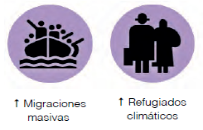 ↑ Migraciones
masivas
↑ Refugiados
climáticos